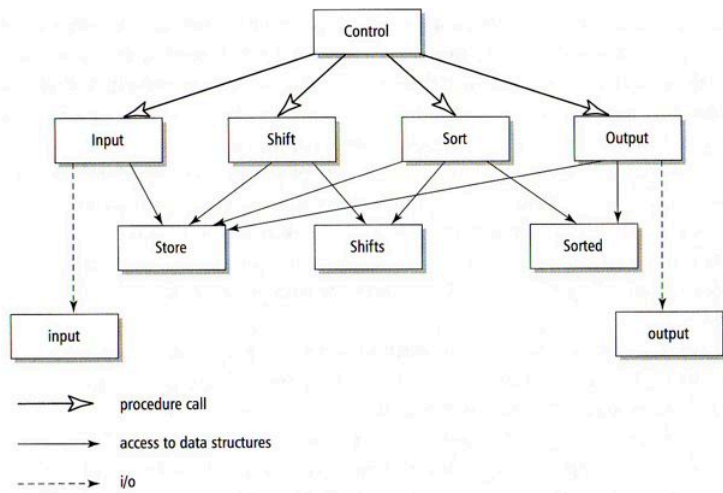 Control
Input
Shift
Sort
Output
Store
Shifts
Sorted
input
output
procedure call
access to data structures
i/o